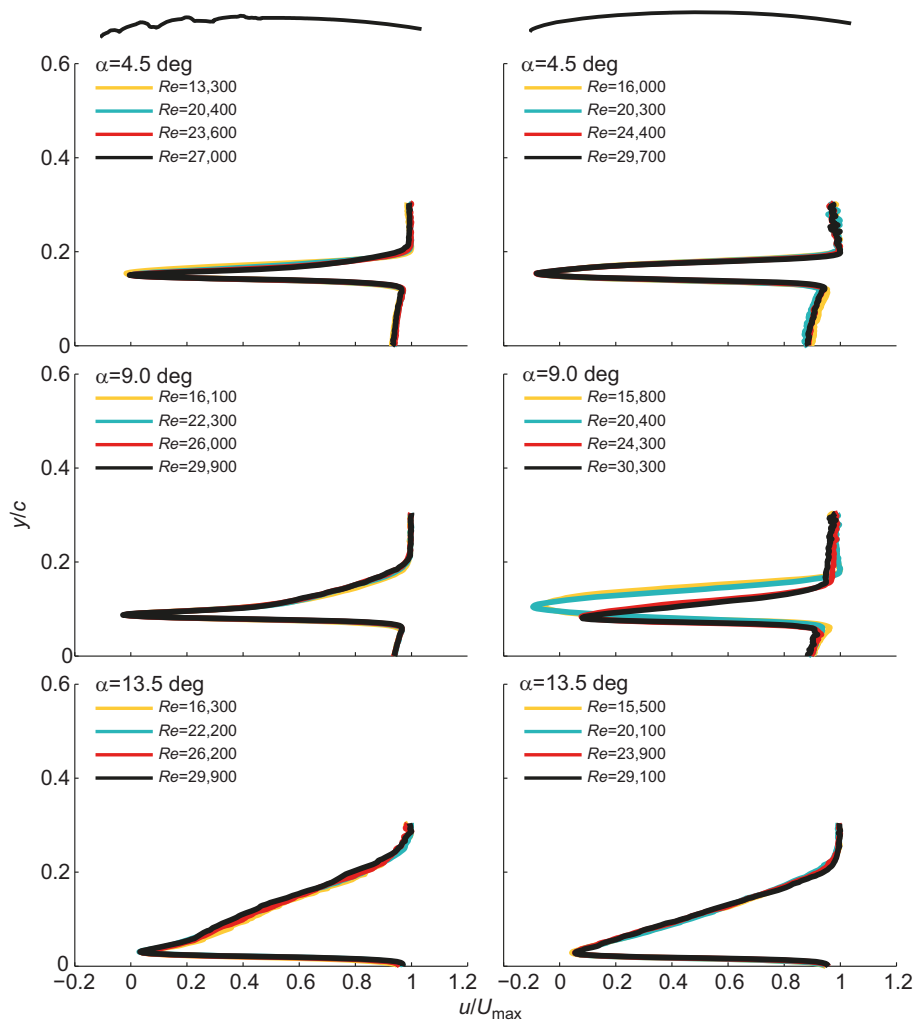 α=4.5 deg
Re=13,300
Re=20,400
Re=23,600
Re=27,000
0.6
0.4
0.2
0
α=4.5 deg
Re=16,000
Re=20,300
Re=24,400
Re=29,700
α=9.0 deg
Re=16,100
Re=22,300
Re=26,000
Re=29,900
0.6
0.4
0.2
0
y/c
α=9.0 deg
Re=15,800
Re=20,400
Re=24,300
Re=30,300
α=13.5 deg
Re=16,300
Re=22,200
Re=26,200
Re=29,900
0.6
0.4
0.2
0
α=13.5 deg
Re=15,500
Re=20,100
Re=23,900
Re=29,100
−0.2 0 0.2 0.4 0.6 0.8 1 1.2
−0.2 0 0.2 0.4 0.6 0.8 1 1.2
u/Umax